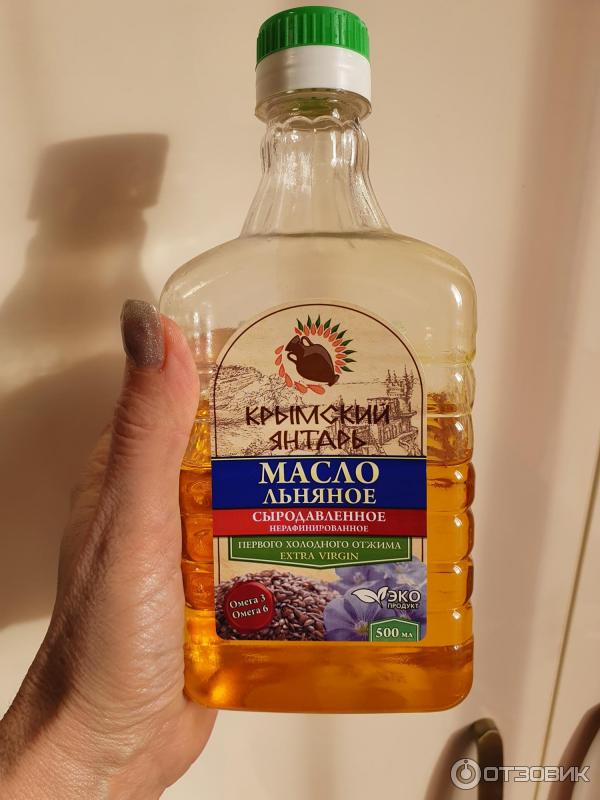 КРЫМСКИЙ
ЯНТАРЬ
МАСЛО
ЛЬНЯНОЕ
СЫРОДАВЛЕННОЕ
НЕРАФИНИРОВАННОЕ
ПЕРВОГО ХОЛОДНОГО ОТЖИМА
EXTRA VIRGIN
Омега 3
Омега 6
ЭКО
ПРОДУКТ
500 МЛ
ОТЗОВИК